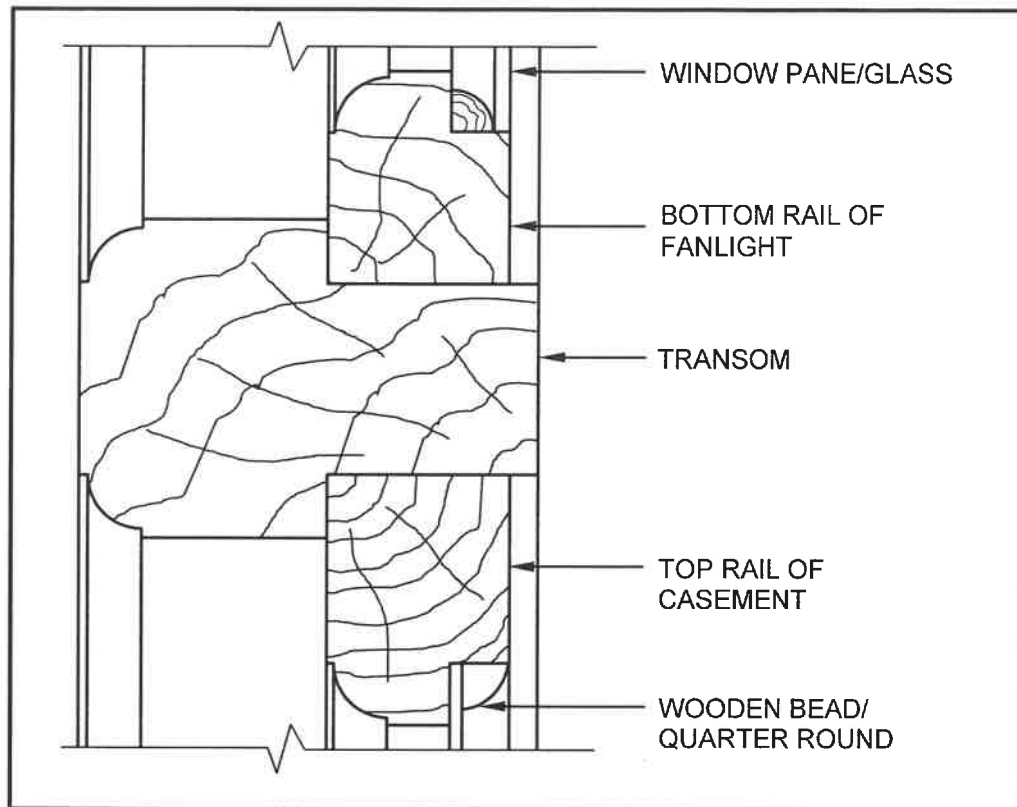 WINDOW PANE/GLASS
BOTTOM RAIL OF
FANLIGHT
TRANSOM
TOP RAIL OF
CASEMENT
WOODEN BEAD/
QUARTER ROUND